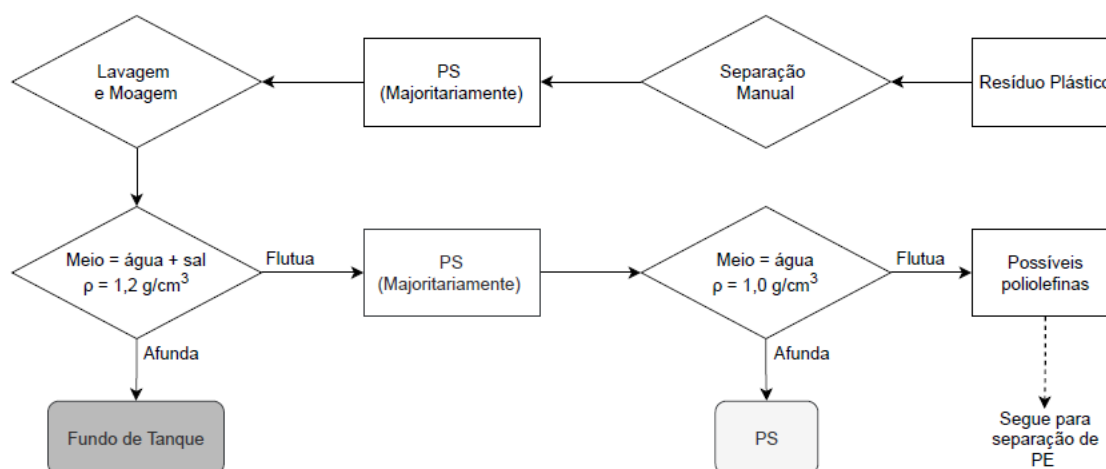 Lavagem
e Moagem
PS
(Majoritariamente)
Separação
Manual
Resíduo Plástico
Meio = água + sal
ρ = 1,2 g/cm³
Flutua
PS
(Majoritariamente)
Meio = água
ρ = 1,0 g/cm³
Flutua
Possíveis
poliolefinas
Afunda
Afunda
Fundo de Tanque
PS
Segue para
separação de
PE